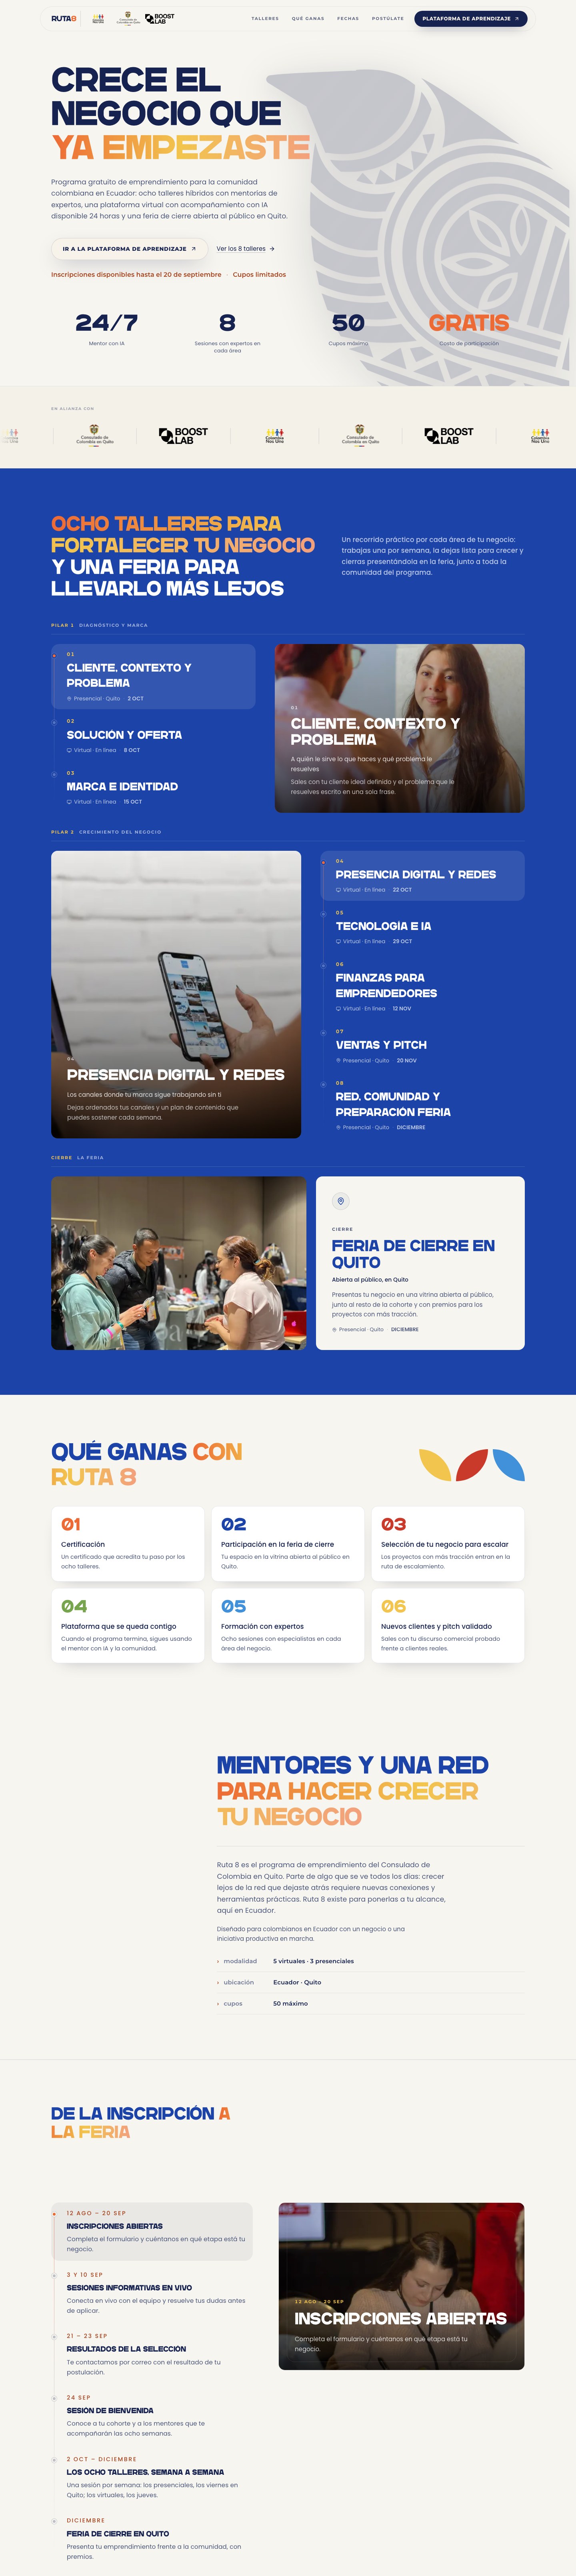 RUTA8
Colombia Nos Une
Consulado de Colombia en Quito
BOOST LAB
TALLERES
QUÉ GANAS
FECHAS
POSTÚLATE
PLATAFORMA DE APRENDIZAJE
CRECE EL
NEGOCIO QUE
YA EMPEZASTE
Programa gratuito de emprendimiento para la comunidad
colombiana en Ecuador: ocho talleres híbridos con mentorías de
expertos, una plataforma virtual con acompañamiento con IA
disponible 24 horas y una feria de cierre abierta al público en Quito.
IR A LA PLATAFORMA DE APRENDIZAJE
Ver los 8 talleres →
Inscripciones disponibles hasta el 20 de septiembre · Cupos limitados
24/7
Mentor con IA
8
Sesiones con expertos en
cada área
50
Cupos máximo
GRATIS
Costo de participación
EN ALIANZA CON
Consulado de
Colombia en Quito
BOOST
LAB
Colombia
Nos Une
Consulado de
Colombia en Quito
BOOST
LAB
Colombia
Nos Une
OCHO TALLERES PARA
FORTALECER TU NEGOCIO
Y UNA FERIA PARA
LLEVARLO MÁS LEJOS
Un recorrido práctico por cada área de tu negocio:
trabajas una por semana, la dejas lista para crecer y
cierras presentándola en la feria, junto a toda la
comunidad del programa.
PILAR 1 DIAGNÓSTICO Y MARCA
01
CLIENTE, CONTEXTO Y
PROBLEMA
Presencial · Quito 2 OCT
02
SOLUCIÓN Y OFERTA
Virtual · En línea 8 OCT
03
MARCA E IDENTIDAD
Virtual · En línea 15 OCT
01
CLIENTE, CONTEXTO Y
PROBLEMA
A quién le sirve lo que haces y qué problema le
resuelves
Sales con tu cliente ideal definido y el problema que le
resuelves escrito en una sola frase.
PILAR 2 CRECIMIENTO DEL NEGOCIO
04
PRESENCIA DIGITAL Y REDES
Los canales donde tu marca sigue trabajando sin ti
Dejas ordenados tus canales y un plan de contenido que
puedes sostener cada semana.
04
PRESENCIA DIGITAL Y REDES
Virtual · En línea 22 OCT
05
TECNOLOGÍA E IA
Virtual · En línea 29 OCT
06
FINANZAS PARA
EMPRENDEDORES
Virtual · En línea 12 NOV
07
VENTAS Y PITCH
Presencial · Quito 20 NOV
08
RED, COMUNIDAD Y
PREPARACIÓN FERIA
Presencial · Quito DICIEMBRE
CIERRE LA FERIA
CIERRE
FERIA DE CIERRE EN
QUITO
Abierta al público, en Quito
Presentas tu negocio en una vitrina abierta al público,
junto al resto de la cohorte y con premios para los
proyectos con más tracción.
Presencial · Quito DICIEMBRE
QUÉ GANAS CON
RUTA 8
01
Certificación
Un certificado que acredita tu paso por los
ocho talleres.
02
Participación en la feria de cierre
Tu espacio en la vitrina abierta al público en
Quito.
03
Selección de tu negocio para escalar
Los proyectos con más tracción entran en la
ruta de escalamiento.
04
Plataforma que se queda contigo
Cuando el programa termina, sigues usando
el mentor con IA y la comunidad.
05
Formación con expertos
Ocho sesiones con especialistas en cada
área del negocio.
06
Nuevos clientes y pitch validado
Sales con tu discurso comercial probado
frente a clientes reales.
MENTORES Y UNA RED
PARA HACER CRECER
TU NEGOCIO
Ruta 8 es el programa de emprendimiento del Consulado de
Colombia en Quito. Parte de algo que se ve todos los días: crecer
lejos de la red que dejaste atrás requiere nuevas conexiones y
herramientas prácticas. Ruta 8 existe para ponerlas a tu alcance,
aquí en Ecuador.
Diseñado para colombianos en Ecuador con un negocio o una
iniciativa productiva en marcha.
› modalidad 5 virtuales · 3 presenciales
› ubicación Ecuador · Quito
› cupos 50 máximo
DE LA INSCRIPCIÓN A
LA FERIA
12 AGO – 20 SEP
INSCRIPCIONES ABIERTAS
Completa el formulario y cuéntanos en qué etapa está tu
negocio.
3 Y 10 SEP
SESIONES INFORMATIVAS EN VIVO
Conecta en vivo con el equipo y resuelve tus dudas antes
de aplicar.
21 – 23 SEP
RESULTADOS DE LA SELECCIÓN
Te contactamos por correo con el resultado de tu
postulación.
24 SEP
SESIÓN DE BIENVENIDA
Conoce a tu cohorte y a los mentores que te
acompañarán las ocho semanas.
2 OCT – DICIEMBRE
LOS OCHO TALLERES, SEMANA A SEMANA
Una sesión por semana: los presenciales, los viernes en
Quito; los virtuales, los jueves.
DICIEMBRE
FERIA DE CIERRE EN QUITO
Presenta tu emprendimiento frente a la comunidad, con
premios.
12 AGO – 20 SEP
INSCRIPCIONES ABIERTAS
Completa el formulario y cuéntanos en qué etapa está tu
negocio.